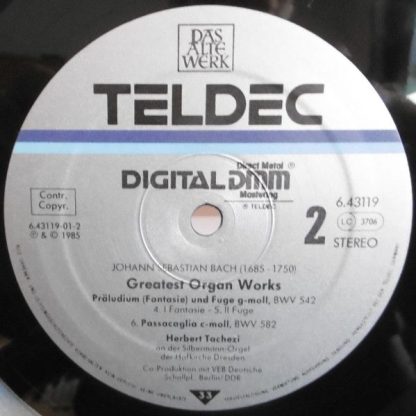 DAS
ALTE
WERK
TELDEC
DIGITAL DMM
Direct Metal ®
Mastering
® TELDEC
Contr.
Copyr.
6.43119-01-2
℗ & © 1985
6.43119
LC 3706
2
STEREO
JOHANN SEBASTIAN BACH (1685 - 1750)
Greatest Organ Works
Präludium (Fantasie) und Fuge g-moll, BWV 542
4. I Fantasie - 5. II Fuge
6. Passacaglia c-moll, BWV 582
Herbert Tachezi
an der Silbermann-Orgel
der Hofkirche Dresden
Co-Produktion mit VEB Deutsche
Schallpl. Berlin/DDR
33